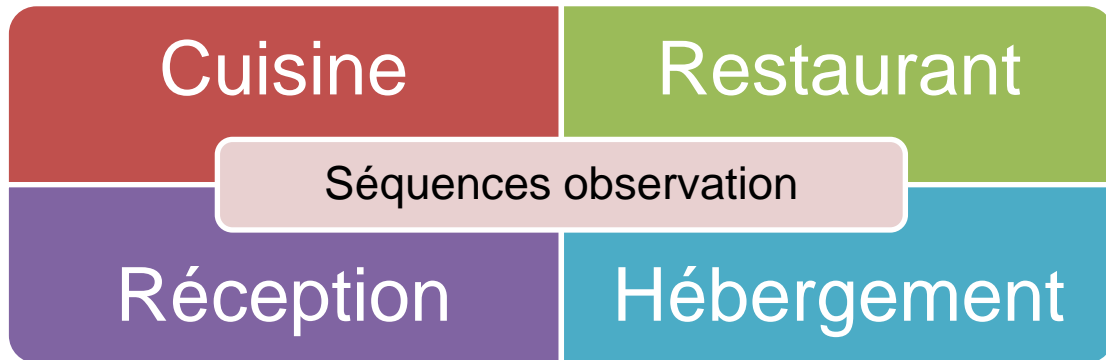 Cuisine
Restaurant
Séquences observation
Réception
Hébergement